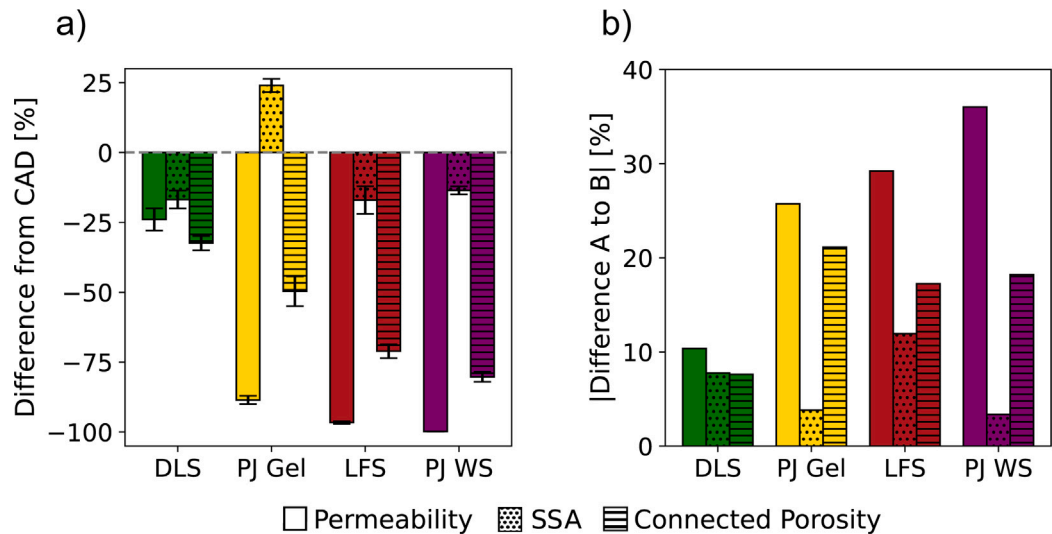 a)
b)
Difference from CAD [%]
25
0
−25
−50
−75
−100
DLS
PJ Gel
LFS
PJ WS
|Difference A to B| [%]
40
30
20
10
0
DLS
PJ Gel
LFS
PJ WS
Permeability
SSA
Connected Porosity